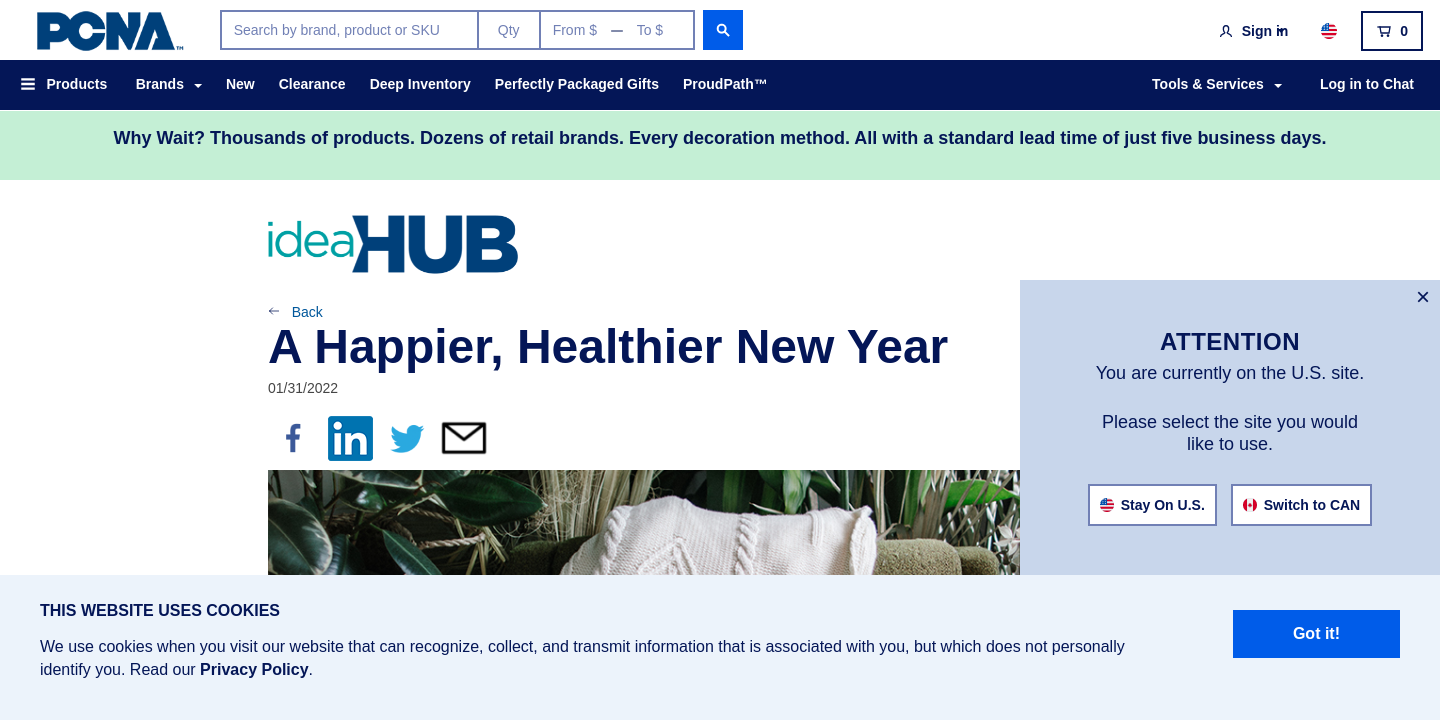 PCNA™
Search by brand, product or SKU
Qty
From $ — To $
Sign in
0
Products
Brands
New
Clearance
Deep Inventory
Perfectly Packaged Gifts
ProudPath™
Tools & Services
Log in to Chat
Why Wait? Thousands of products. Dozens of retail brands. Every decoration method. All with a standard lead time of just five business days.
ideaHUB
Back
A Happier, Healthier New Year
01/31/2022
f
in
×
ATTENTION
You are currently on the U.S. site.
Please select the site you would
like to use.
Stay On U.S.
Switch to CAN
THIS WEBSITE USES COOKIES
We use cookies when you visit our website that can recognize, collect, and transmit information that is associated with you, but which does not personally
identify you. Read our Privacy Policy.
Got it!